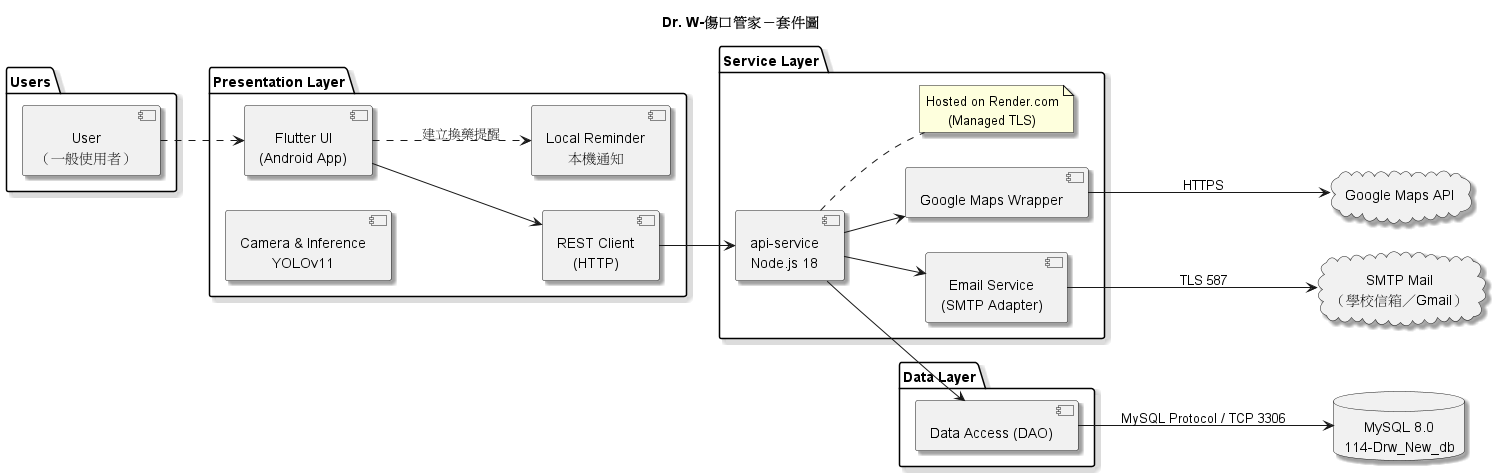 Dr. W-傷口管家－套件圖
Users
User
（一般使用者）
Presentation Layer
Flutter UI
(Android App)
建立換藥提醒
Local Reminder
本機通知
Camera & Inference
YOLOv11
REST Client
(HTTP)
Service Layer
Hosted on Render.com
(Managed TLS)
Google Maps Wrapper
api-service
Node.js 18
Email Service
(SMTP Adapter)
HTTPS
Google Maps API
TLS 587
SMTP Mail
（學校信箱／Gmail）
Data Layer
Data Access (DAO)
MySQL Protocol / TCP 3306
MySQL 8.0
114-Drw_New_db